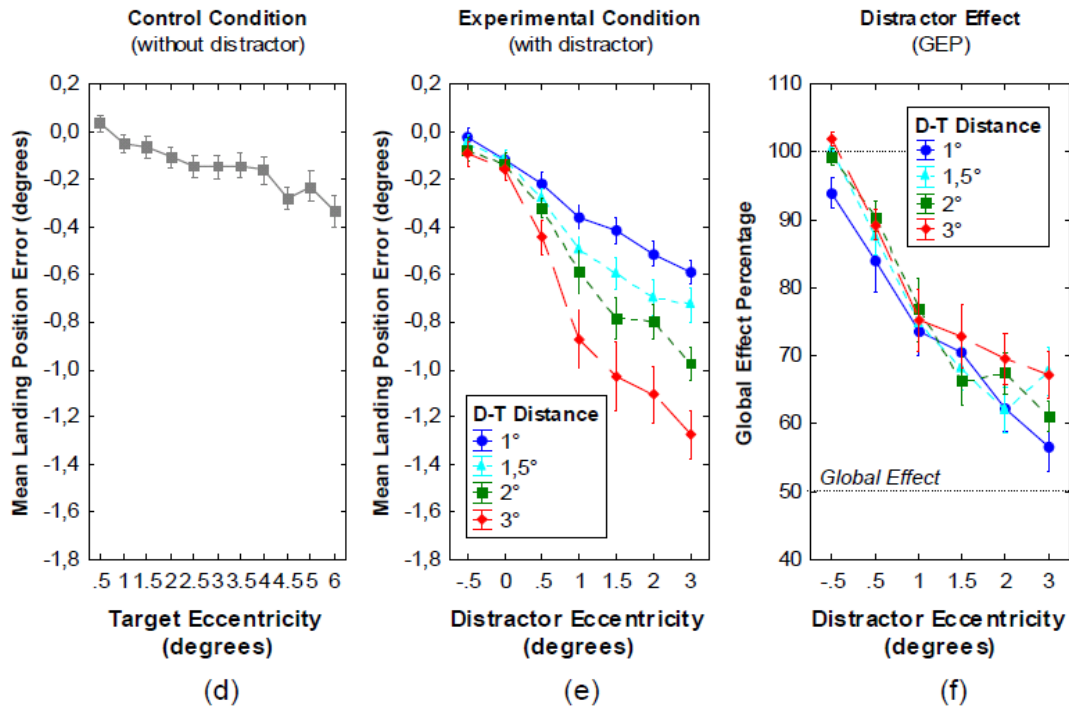 Control Condition
(without distractor)
Mean Landing Position Error (degrees)
0,2
0,0
-0,2
-0,4
-0,6
-0,8
-1,0
-1,2
-1,4
-1,6
-1,8
.5 1 1.5 2 2.5 3 3.5 4 4.5 5 6
Target Eccentricity
(degrees)
(d)
Experimental Condition
(with distractor)
Mean Landing Position Error (degrees)
0,2
0,0
-0,2
-0,4
-0,6
-0,8
-1,0
-1,2
-1,4
-1,6
-1,8
D-T Distance
1°
1,5°
2°
3°
-.5 0 .5 1 1.5 2 3
Distractor Eccentricity
(degrees)
(e)
Distractor Effect
(GEP)
Global Effect Percentage
110
100
90
80
70
60
50
40
D-T Distance
1°
1,5°
2°
3°
Global Effect
-.5 .5 1 1.5 2 3
Distractor Eccentricity
(degrees)
(f)